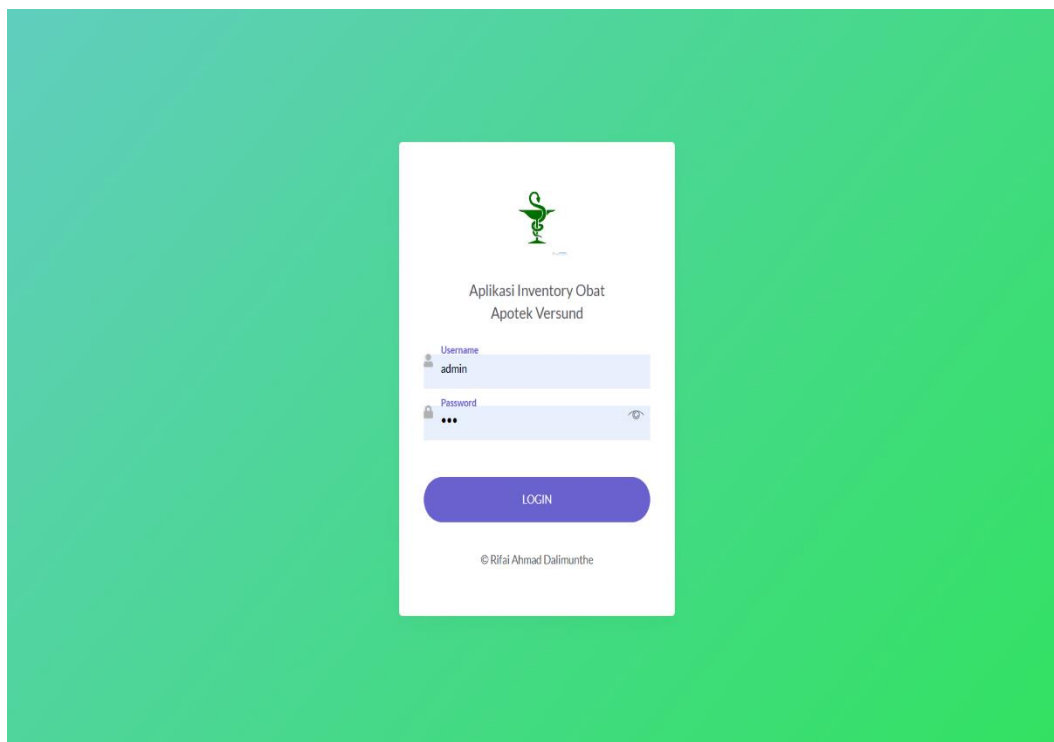 Aplikasi Inventory Obat
Apotek Versund
Username
admin
Password
•••
LOGIN
© Rifai Ahmad Dalimunthe